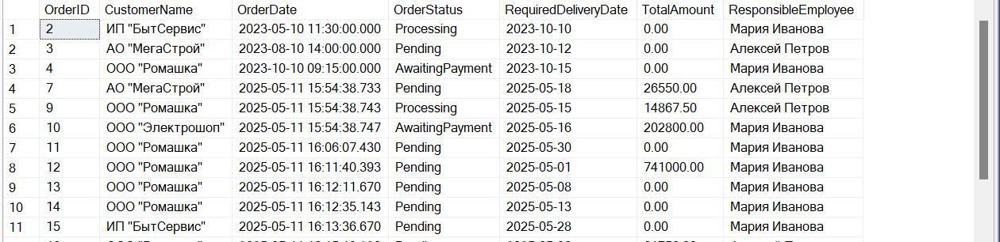 OrderID CustomerName OrderDate OrderStatus RequiredDeliveryDate TotalAmount ResponsibleEmployee
1 2 ИП "БытСервис" 2023-05-10 11:30:00.000 Processing 2023-10-10 0.00 Мария Иванова
2 3 АО "МегаСтрой" 2023-08-10 14:00:00.000 Pending 2023-10-12 0.00 Алексей Петров
3 4 ООО "Ромашка" 2023-10-10 09:15:00.000 AwaitingPayment 2023-10-15 0.00 Мария Иванова
4 7 АО "МегаСтрой" 2025-05-11 15:54:38.733 Pending 2025-05-18 26550.00 Алексей Петров
5 9 ООО "Ромашка" 2025-05-11 15:54:38.743 Processing 2025-05-15 14867.50 Алексей Петров
6 10 ООО "Электрошоп" 2025-05-11 15:54:38.747 AwaitingPayment 2025-05-16 202800.00 Мария Иванова
7 11 ООО "Ромашка" 2025-05-11 16:06:07.430 Pending 2025-05-30 0.00 Мария Иванова
8 12 ООО "Ромашка" 2025-05-11 16:11:40.393 Pending 2025-05-01 741000.00 Мария Иванова
9 13 ООО "Ромашка" 2025-05-11 16:12:11.670 Pending 2025-05-08 0.00 Мария Иванова
10 14 ООО "Ромашка" 2025-05-11 16:12:35.143 Pending 2025-05-13 0.00 Мария Иванова
11 15 ИП "БытСервис" 2025-05-11 16:13:36.670 Pending 2025-05-28 0.00 Мария Иванова